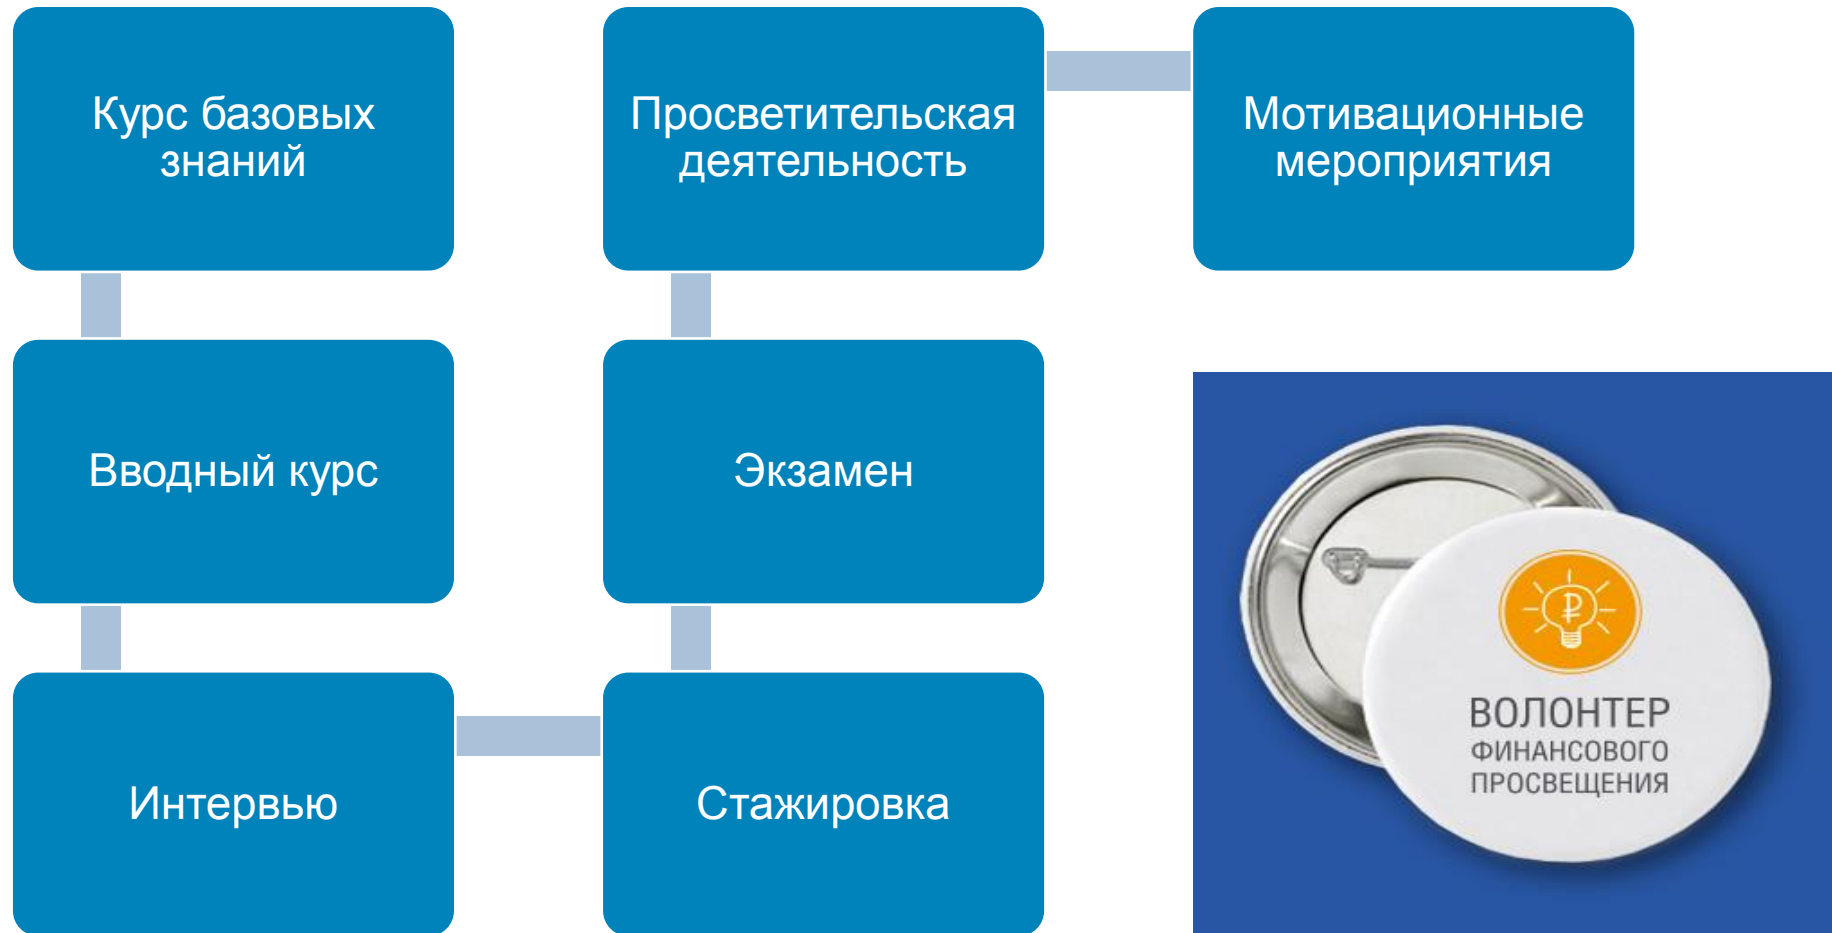 Курс базовых
знаний
Вводный курс
Интервью
Стажировка
Экзамен
Просветительская
деятельность
Мотивационные
мероприятия
₽
ВОЛОНТЕР
ФИНАНСОВОГО
ПРОСВЕЩЕНИЯ